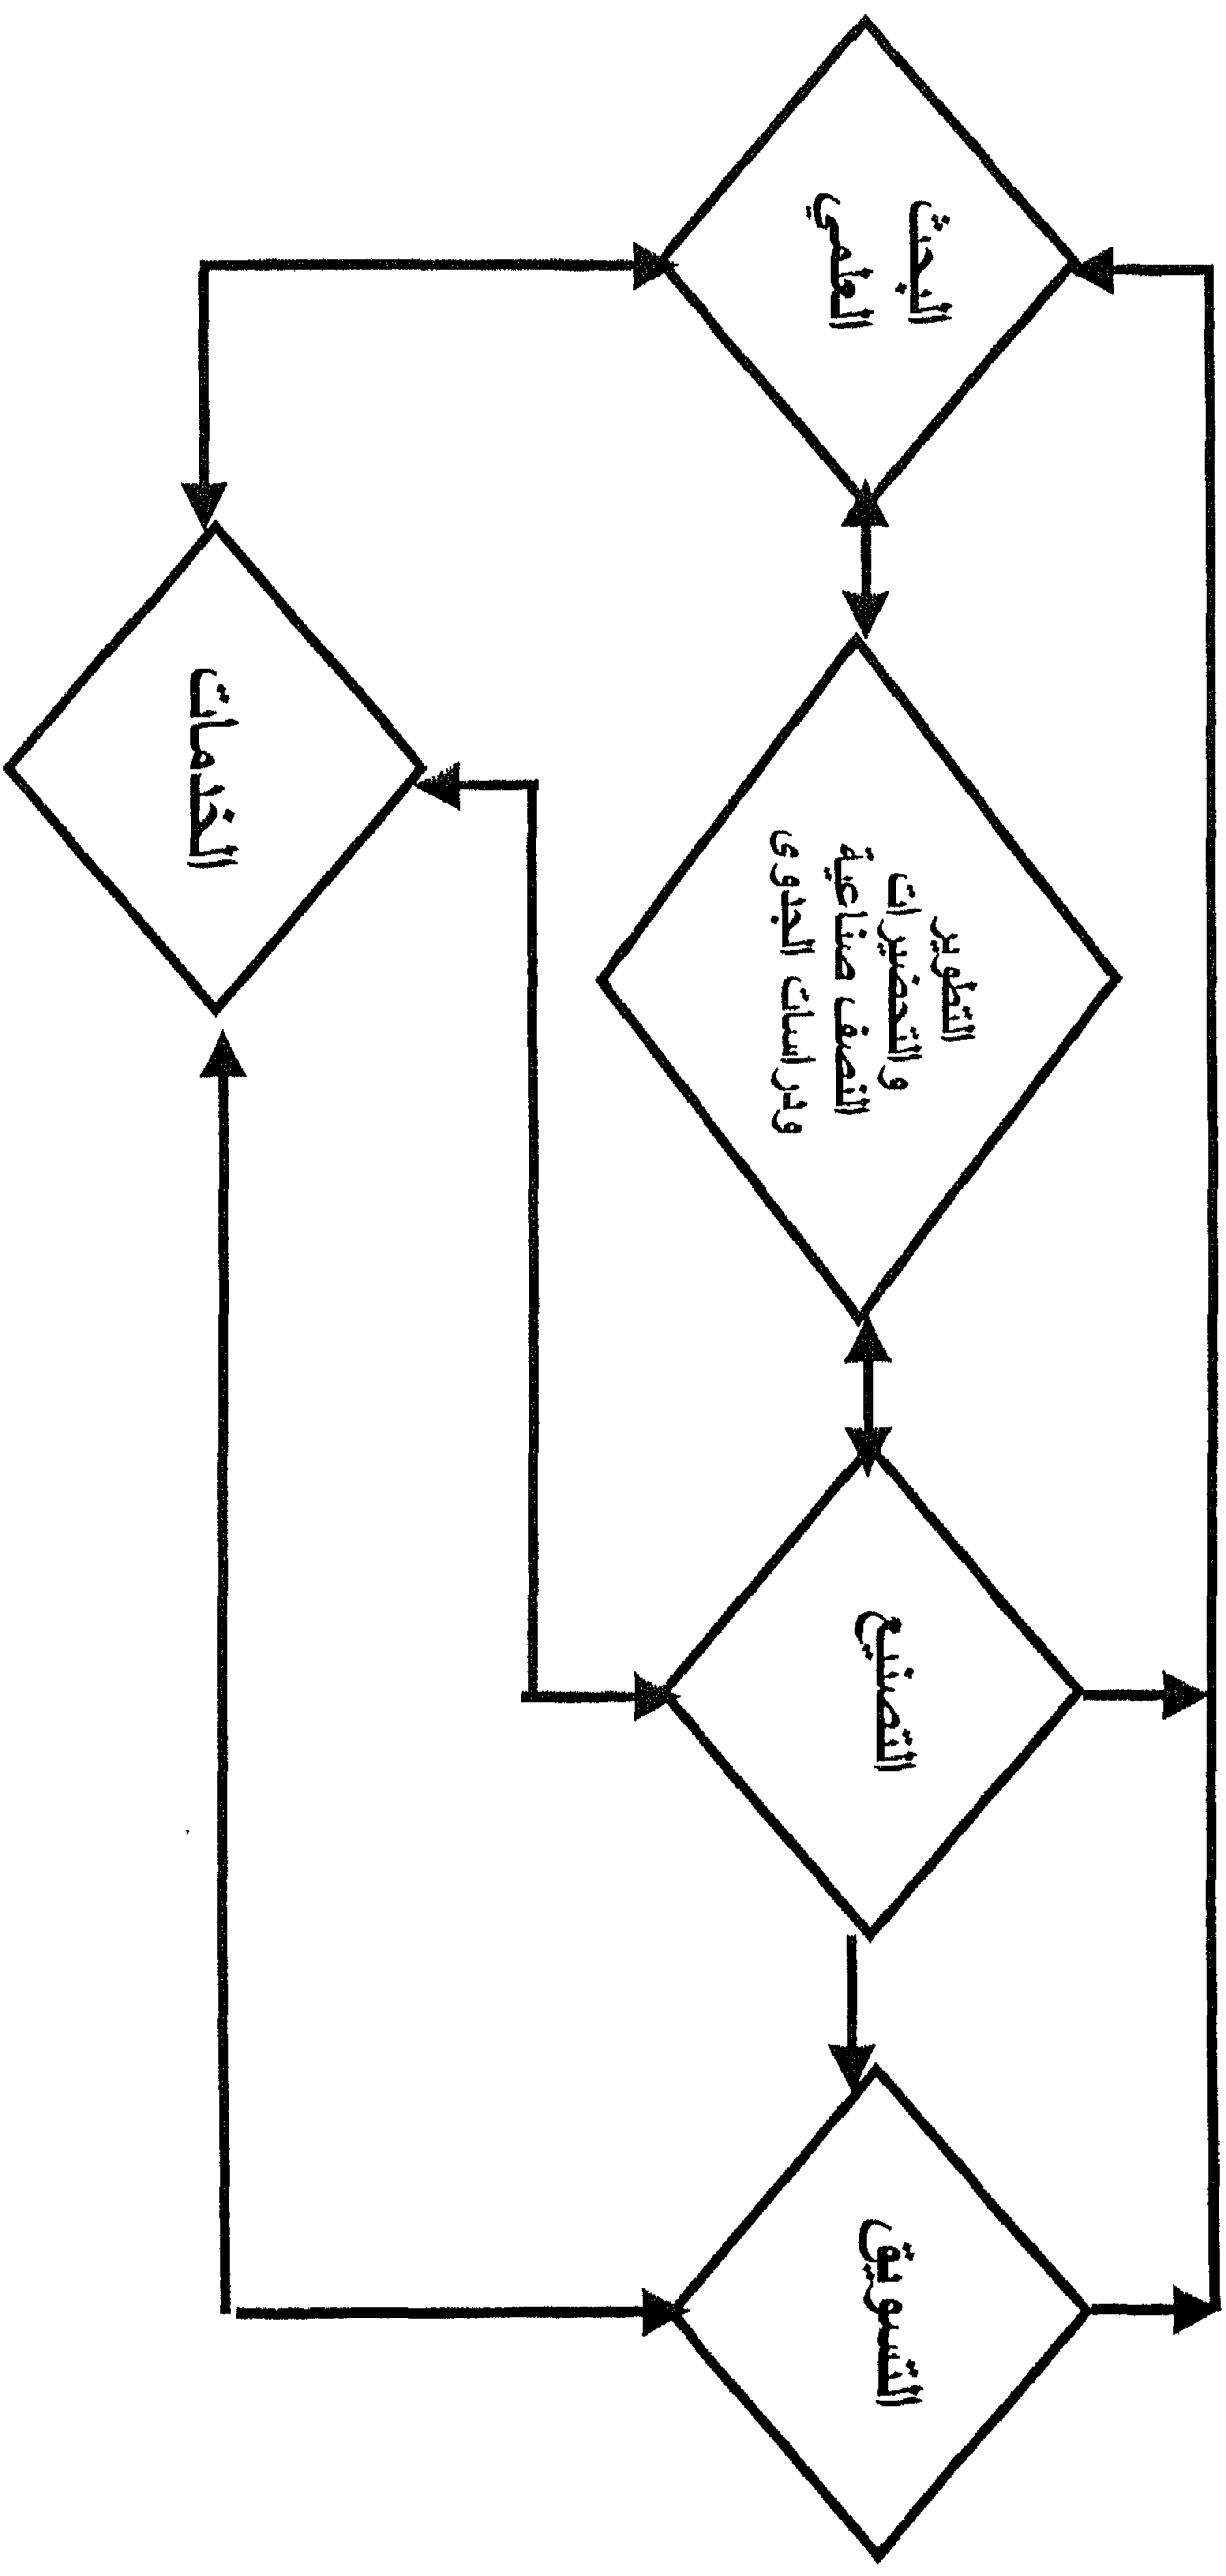 البحث
العلمي
التطوير
والتحضيرات
النصف صناعية
ودراسات الجدوى
التصنيع
التسويق
الخدمات